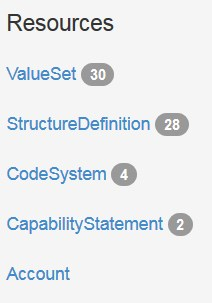 Resources
ValueSet 30
StructureDefinition 28
CodeSystem 4
CapabilityStatement 2
Account